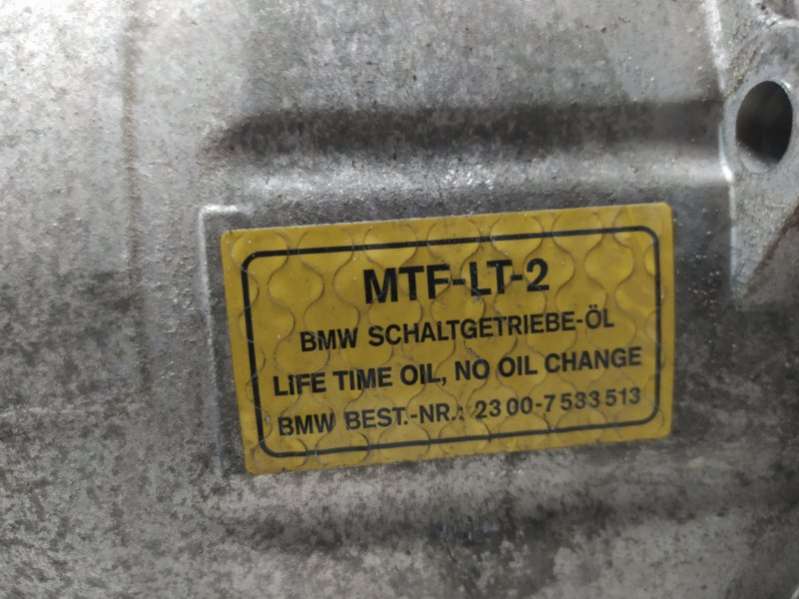 MTF-LT-2
BMW SCHALTGETRIEBE-ÖL
LIFE TIME OIL, NO OIL CHANGE
BMW BEST.-NR.: 23 00-7 533 513